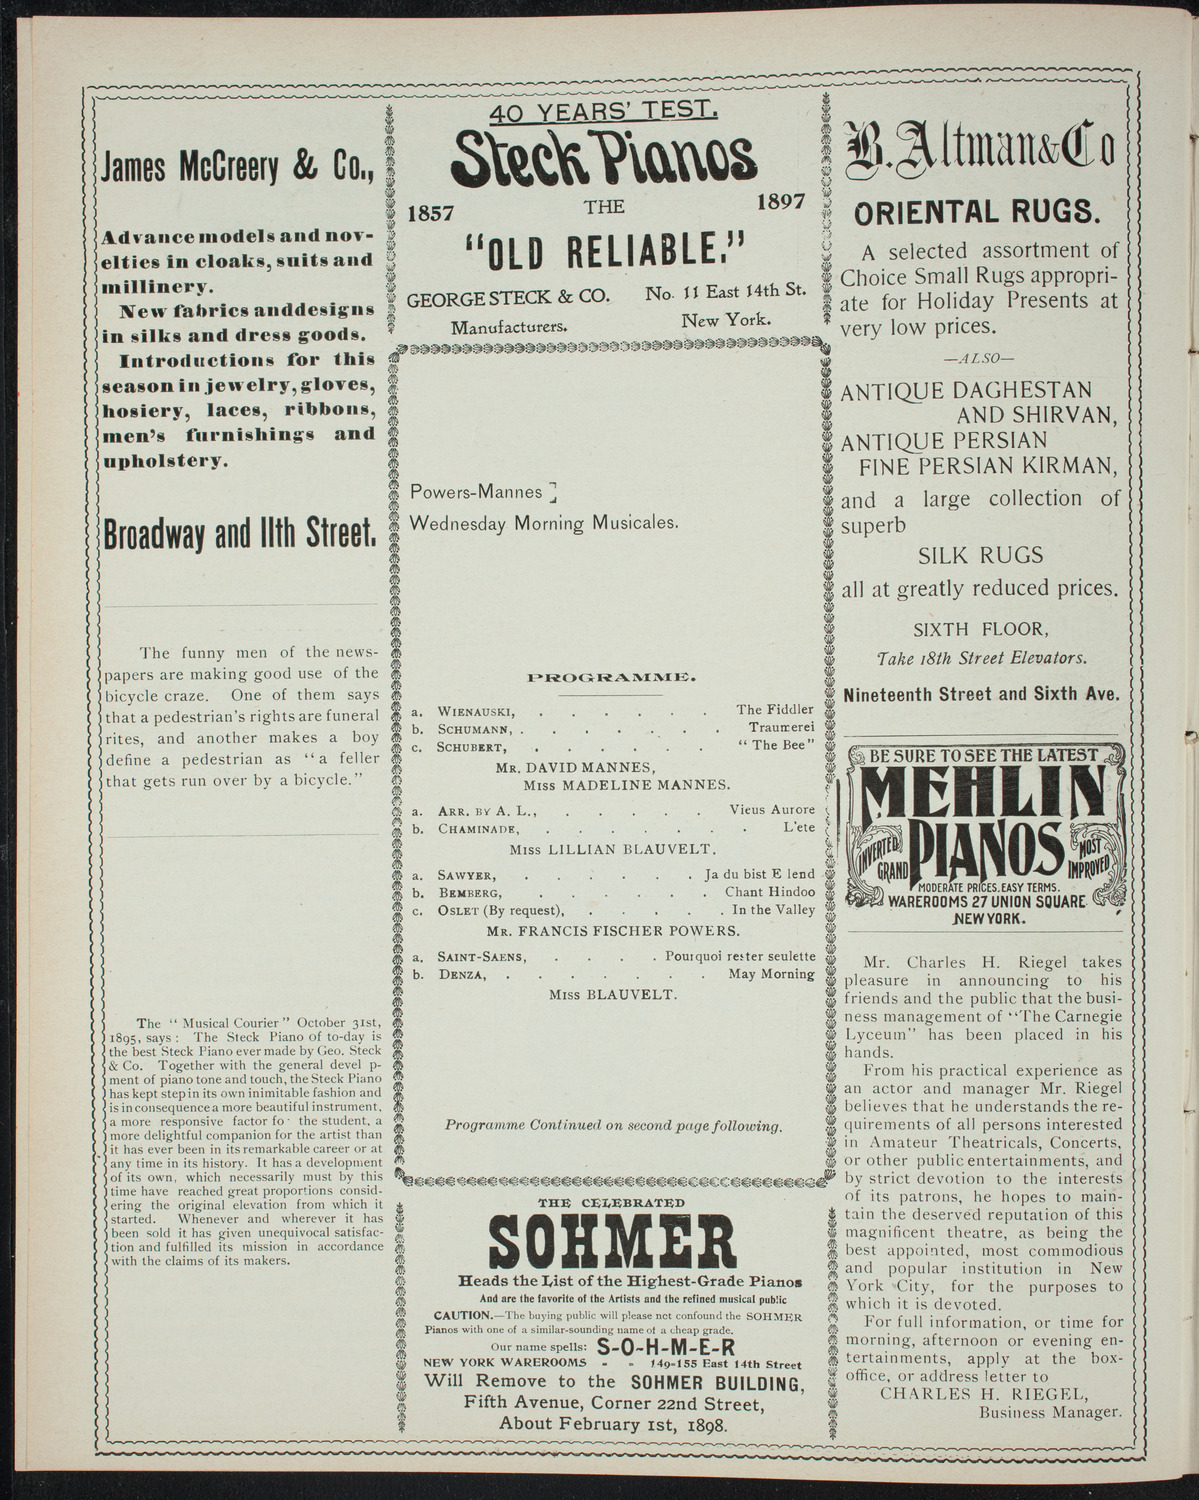 James McCreery & Co.,
Advance models and nov-
elties in cloaks, suits and
millinery.
New fabrics anddesigns
in silks and dress goods.
Introductions for this
season in jewelry, gloves,
hosiery, laces, ribbons,
men's furnishings and
upholstery.
Broadway and 11th Street.
The funny men of the news-
papers are making good use of the
bicycle craze. One of them says
that a pedestrian's rights are funeral
rites, and another makes a boy
define a pedestrian as "a feller
that gets run over by a bicycle."
The "Musical Courier" October 31st,
1895, says: The Steck Piano of to-day is
the best Steck Piano ever made by Geo. Steck
& Co. Together with the general devel p-
ment of piano tone and touch, the Steck Piano
has kept step in its own inimitable fashion and
is in consequence a more beautiful instrument,
a more responsive factor fo the student, a
more delightful companion for the artist than
it has ever been in its remarkable career or at
any time in its history. It has a development
of its own, which necessarily must by this
time have reached great proportions consid-
ering the original elevation from which it
started. Whenever and wherever it has
been sold it has given unequivocal satisfac-
tion and fulfilled its mission in accordance
with the claims of its makers.
40 YEARS' TEST.
Steck Pianos
1857 THE 1897
"OLD RELIABLE."
GEORGE STECK & CO. No. 11 East 14th St.
Manufacturers. New York.
Powers-Mannes ]
Wednesday Morning Musicales.
PROGRAMME.
a. WIENAUSKI, . . . . . . The Fiddler
b. SCHUMANN, . . . . . . . Traumerei
c. SCHUBERT, . . . . . . "The Bee"
MR. DAVID MANNES,
MISS MADELINE MANNES.
a. ARR. BY A. L., . . . . . Vieus Aurore
b. CHAMINADE, . . . . . . . L'ete
MISS LILLIAN BLAUVELT.
a. SAWYER, . . . . . . Ja du bist E lend
b. BEMBERG, . . . . . . Chant Hindoo
c. OSLET (By request), . . . . . In the Valley
MR. FRANCIS FISCHER POWERS.
a. SAINT-SAENS, . . . . Pourquoi rester seulette
b. DENZA, . . . . . . . May Morning
MISS BLAUVELT.
Programme Continued on second page following.
THE CELEBRATED
SOHMER
Heads the List of the Highest-Grade Pianos
And are the favorite of the Artists and the refined musical public
CAUTION.—The buying public will please not confound the SOHMER
Pianos with one of a similar-sounding name of a cheap grade.
Our name spells: S-O-H-M-E-R
NEW YORK WAREROOMS - - 149-155 East 14th Street
Will Remove to the SOHMER BUILDING,
Fifth Avenue, Corner 22nd Street,
About February 1st, 1898.
B. Altman & Co
ORIENTAL RUGS.
A selected assortment of
Choice Small Rugs appropri-
ate for Holiday Presents at
very low prices.
—ALSO—
ANTIQUE DAGHESTAN
AND SHIRVAN,
ANTIQUE PERSIAN
FINE PERSIAN KIRMAN,
and a large collection of
superb
SILK RUGS
all at greatly reduced prices.
SIXTH FLOOR,
Take 18th Street Elevators.
Nineteenth Street and Sixth Ave.
BE SURE TO SEE THE LATEST
MEHLIN
PIANOS
INVERTED GRAND
MOST IMPROVED
MODERATE PRICES. EASY TERMS.
WAREROOMS 27 UNION SQUARE
NEW YORK.
Mr. Charles H. Riegel takes
pleasure in announcing to his
friends and the public that the busi-
ness management of "The Carnegie
Lyceum" has been placed in his
hands.
From his practical experience as
an actor and manager Mr. Riegel
believes that he understands the re-
quirements of all persons interested
in Amateur Theatricals, Concerts,
or other public entertainments, and
by strict devotion to the interests
of its patrons, he hopes to main-
tain the deserved reputation of this
magnificent theatre, as being the
best appointed, most commodious
and popular institution in New
York City, for the purposes to
which it is devoted.
For full information, or time for
morning, afternoon or evening en-
tertainments, apply at the box-
office, or address letter to
CHARLES H. RIEGEL,
Business Manager.